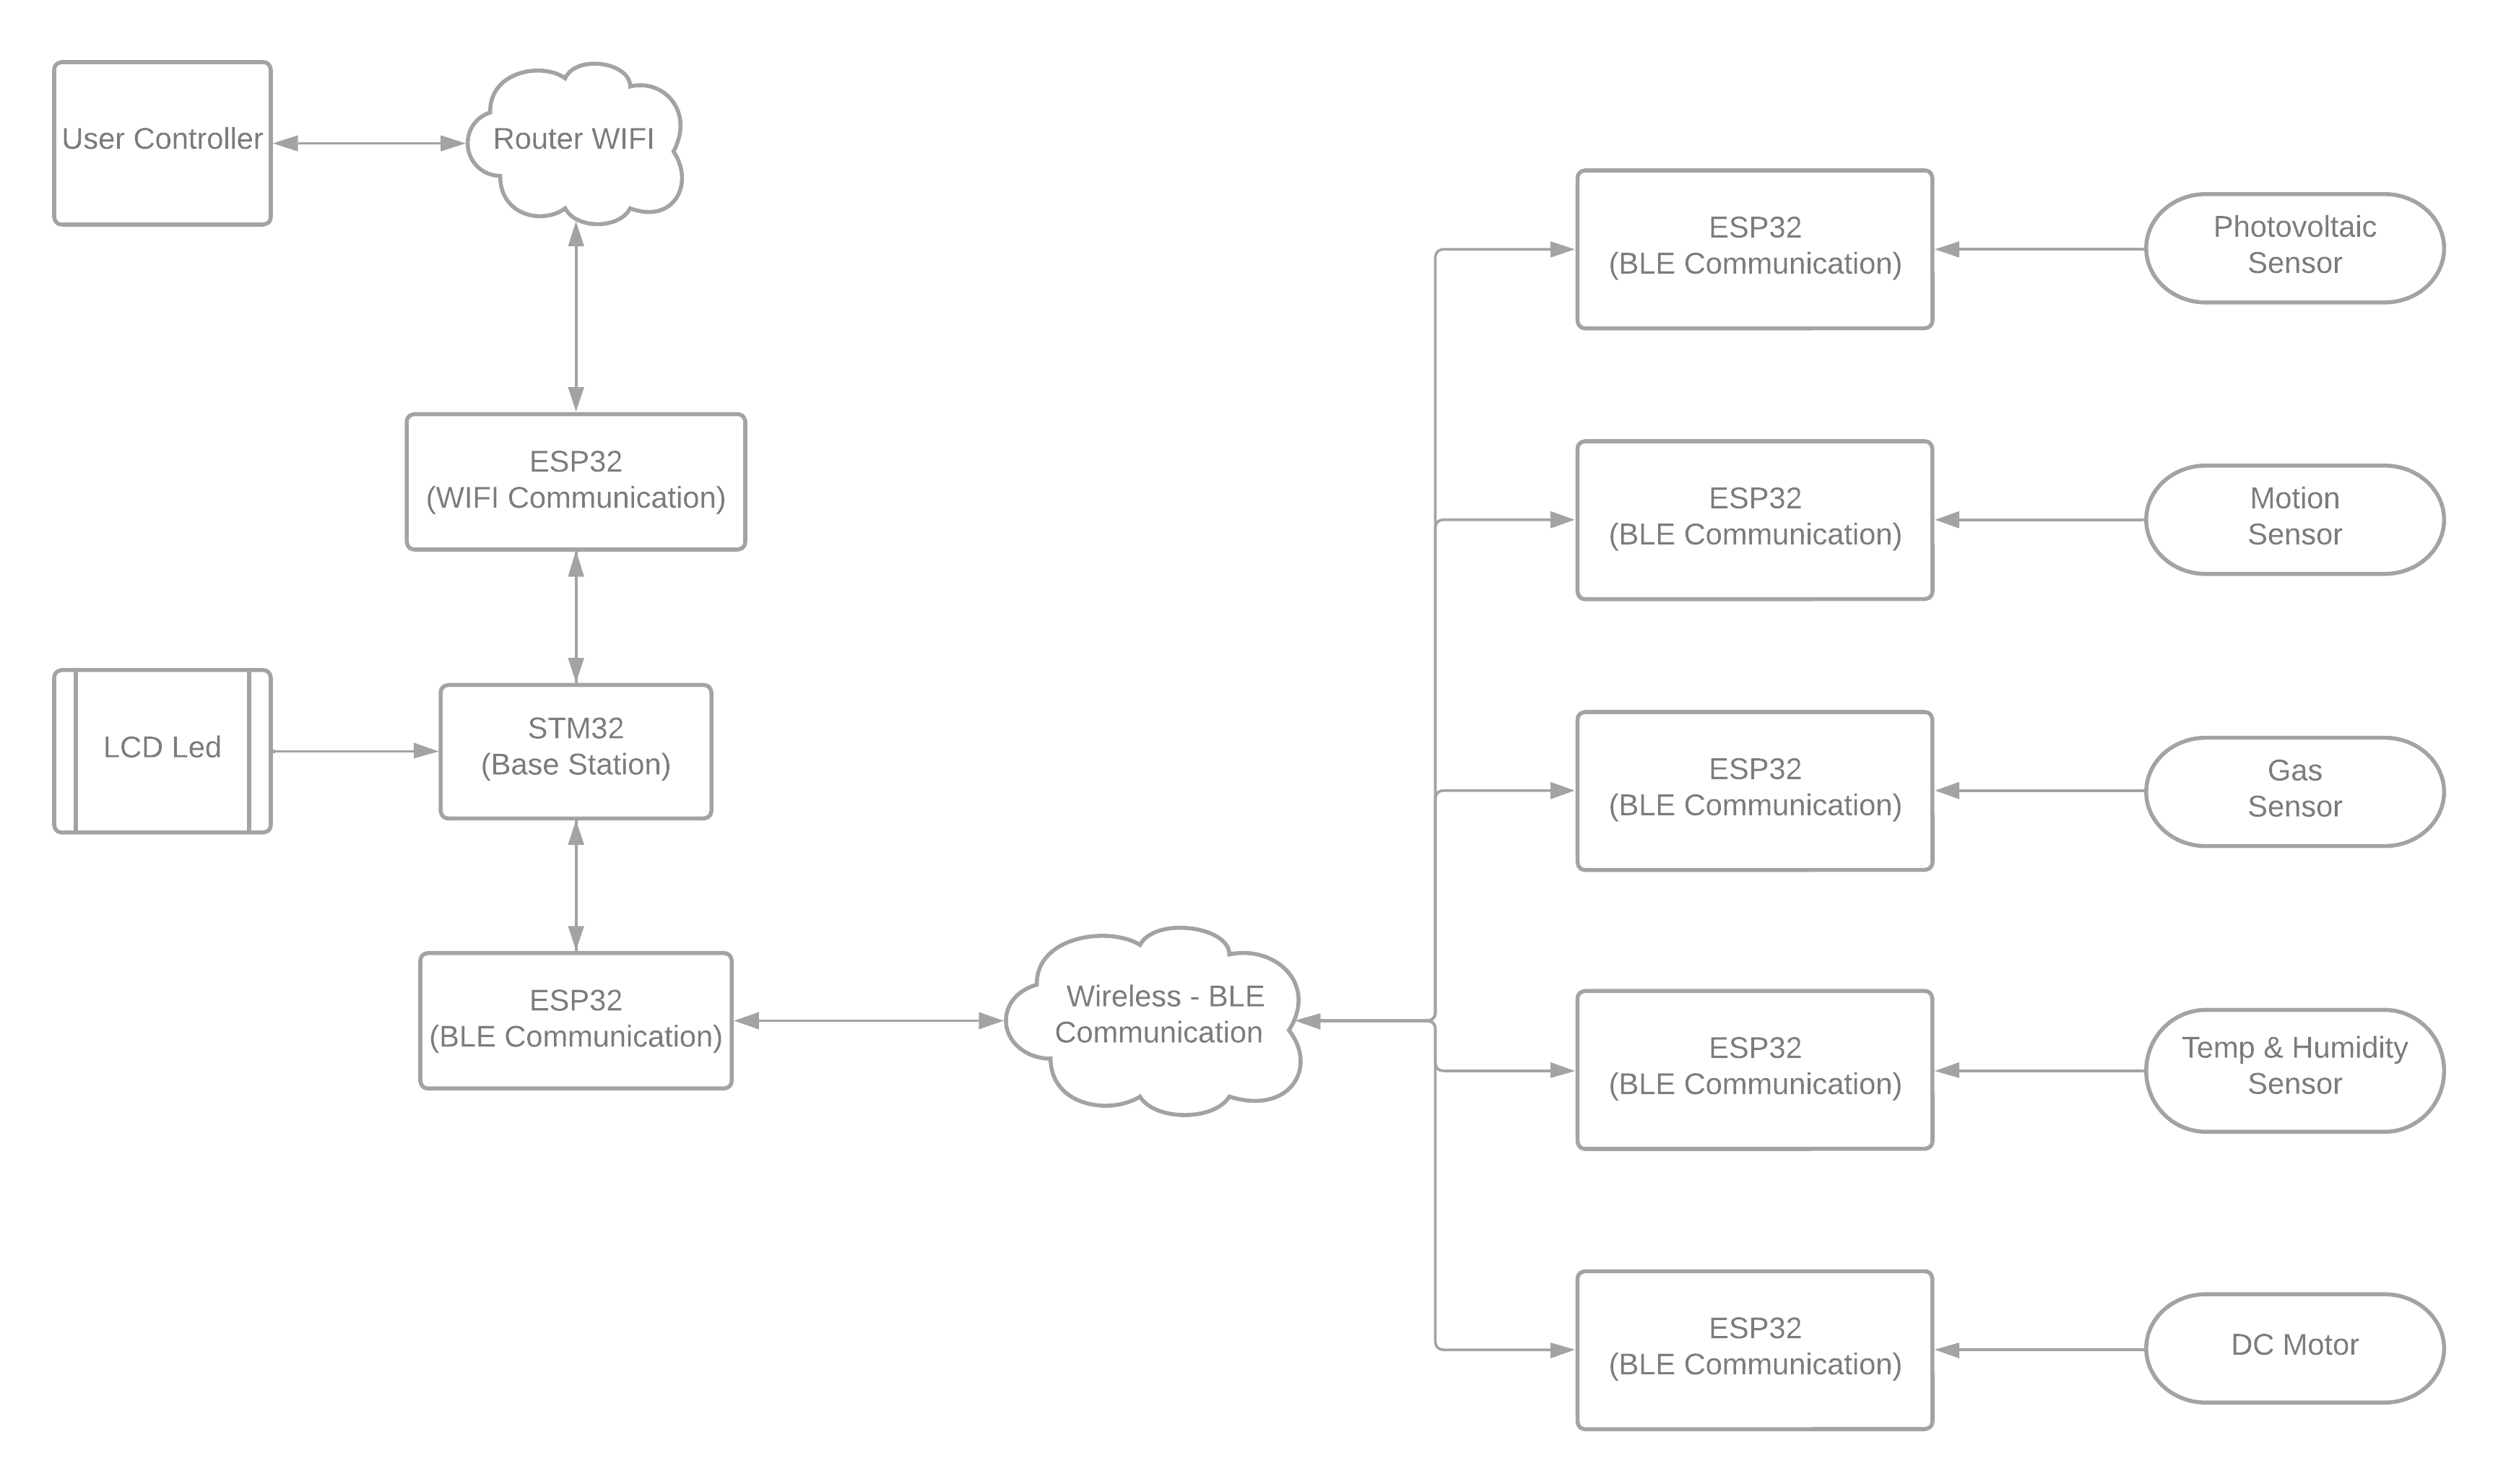 User Controller
Router WIFI
ESP32
(WIFI Communication)
LCD Led
STM32
(Base Station)
ESP32
(BLE Communication)
Wireless - BLE
Communication
ESP32
(BLE Communication)
Photovoltaic
Sensor
ESP32
(BLE Communication)
Motion
Sensor
ESP32
(BLE Communication)
Gas
Sensor
ESP32
(BLE Communication)
Temp & Humidity
Sensor
ESP32
(BLE Communication)
DC Motor